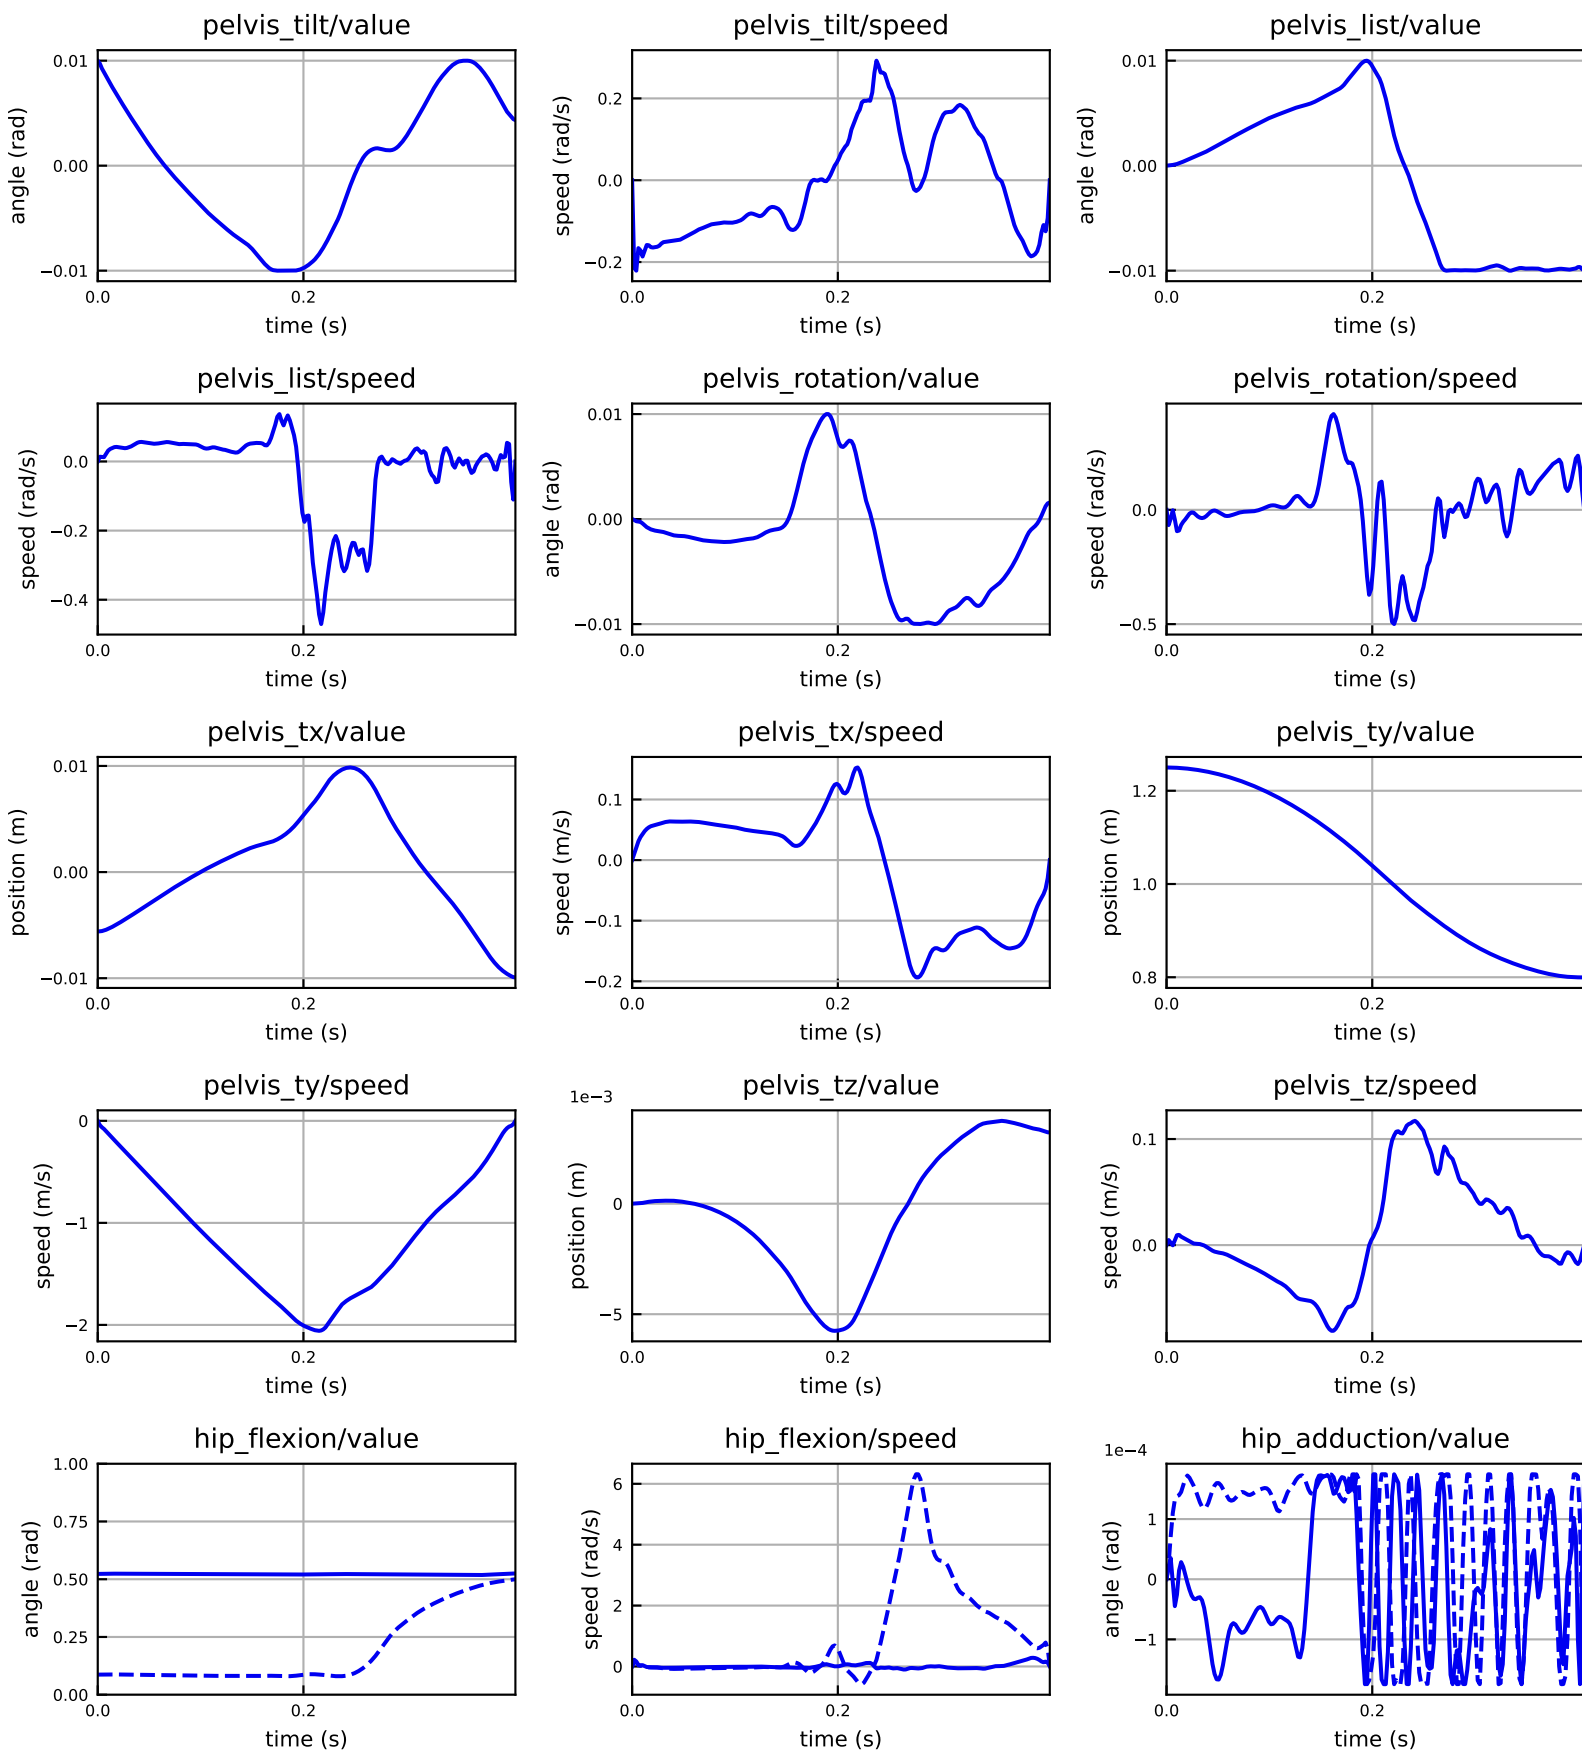 pelvis_tilt/value
pelvis_tilt/speed
pelvis_list/value
angle (rad)
0.01
0.00
−0.01
0.0
0.2
time (s)
speed (rad/s)
0.2
0.0
−0.2
0.0
0.2
time (s)
angle (rad)
0.01
0.00
−0.01
0.0
0.2
time (s)
pelvis_list/speed
pelvis_rotation/value
pelvis_rotation/speed
speed (rad/s)
0.0
−0.2
−0.4
0.0
0.2
time (s)
angle (rad)
0.01
0.00
−0.01
0.0
0.2
time (s)
speed (rad/s)
0.0
−0.5
0.0
0.2
time (s)
pelvis_tx/value
pelvis_tx/speed
pelvis_ty/value
position (m)
0.01
0.00
−0.01
0.0
0.2
time (s)
speed (m/s)
0.1
0.0
−0.1
−0.2
0.0
0.2
time (s)
position (m)
1.2
1.0
0.8
0.0
0.2
time (s)
pelvis_ty/speed
pelvis_tz/value
pelvis_tz/speed
speed (m/s)
0
−1
−2
0.0
0.2
time (s)
1e−3
position (m)
0
−5
0.0
0.2
time (s)
speed (m/s)
0.1
0.0
0.0
0.2
time (s)
hip_flexion/value
hip_flexion/speed
hip_adduction/value
angle (rad)
1.00
0.75
0.50
0.25
0.00
0.0
0.2
time (s)
speed (rad/s)
6
4
2
0
0.0
0.2
time (s)
1e−4
angle (rad)
1
0
−1
0.0
0.2
time (s)